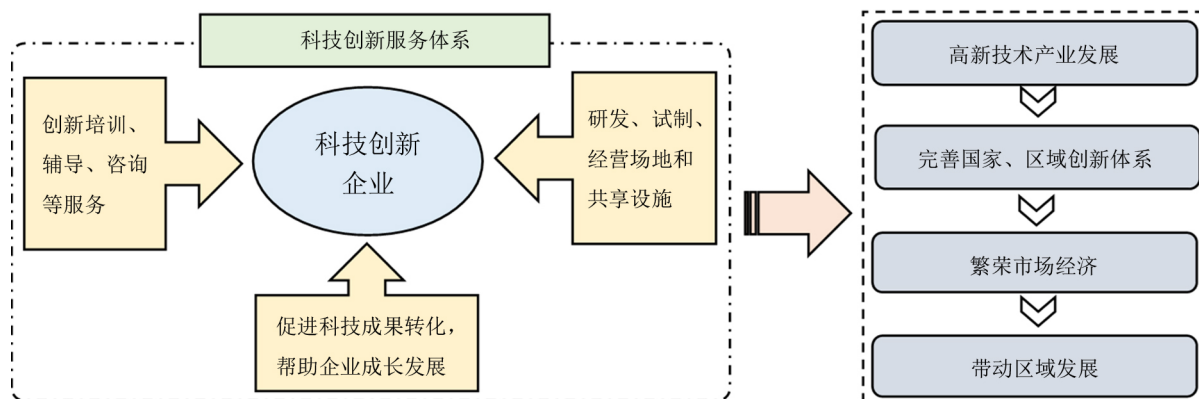 科技创新服务体系
创新培训、
辅导、咨询
等服务
科技创新
企业
研发、试制、
经营场地和
共享设施
促进科技成果转化，
帮助企业成长发展
高新技术产业发展
完善国家、区域创新体系
繁荣市场经济
带动区域发展